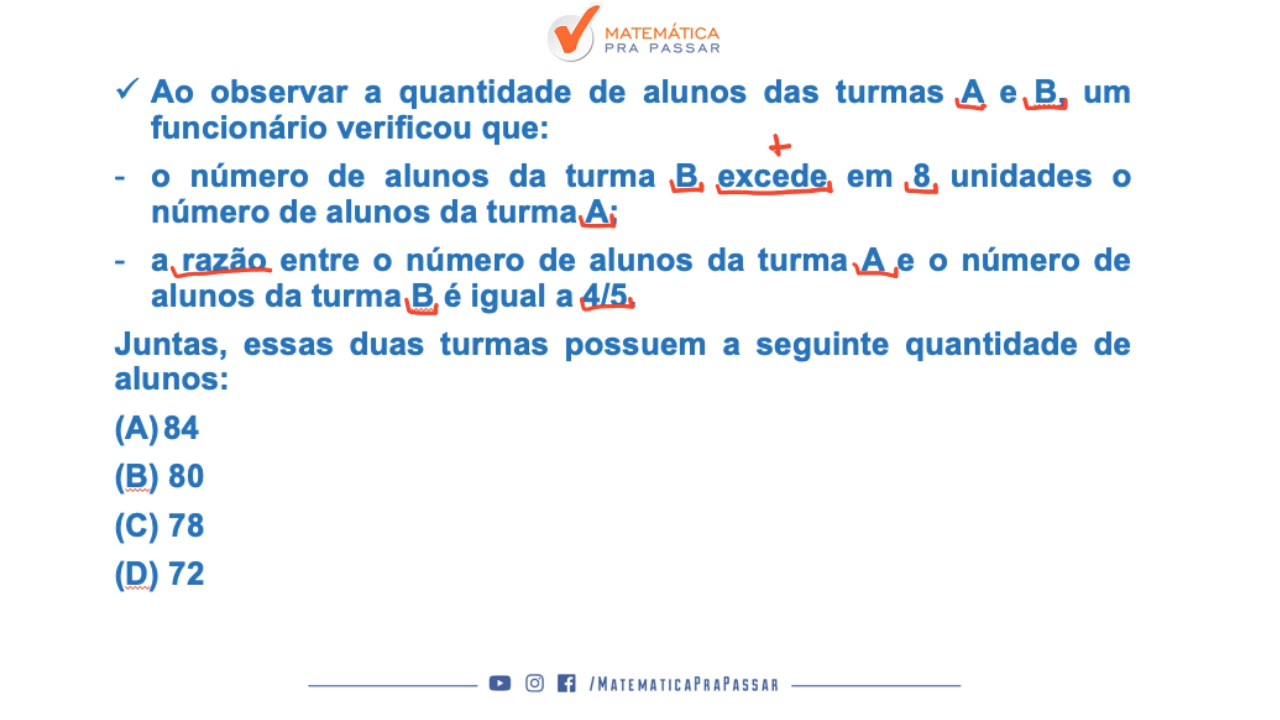 MATEMÁTICA
PRA PASSAR
✓ Ao observar a quantidade de alunos das turmas A e B, um
funcionário verificou que:
+
- o número de alunos da turma B excede em 8 unidades o
número de alunos da turma A;
- a razão entre o número de alunos da turma A e o número de
alunos da turma B é igual a 4/5.
Juntas, essas duas turmas possuem a seguinte quantidade de
alunos:
(A) 84
(B) 80
(C) 78
(D) 72
/MATEMATICAPRAPASSAR